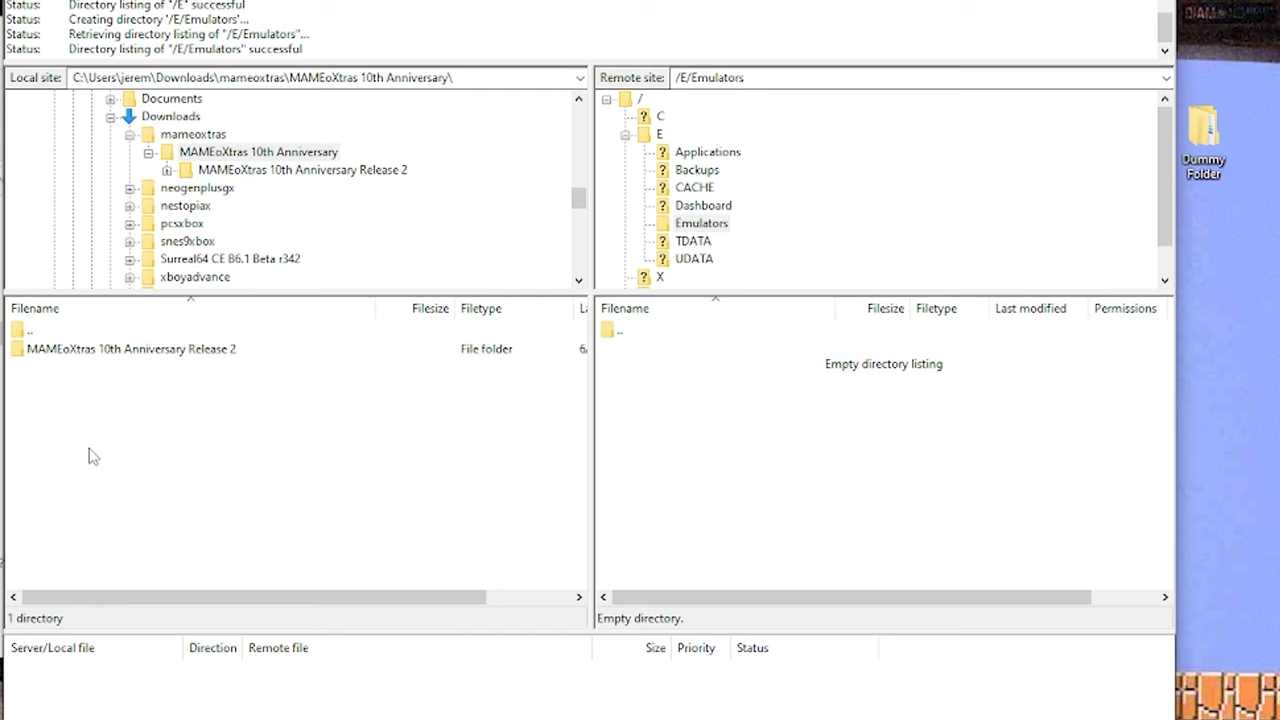 Status: Directory listing of "/E" successful
Status: Creating directory '/E/Emulators'...
Status: Retrieving directory listing of "/E/Emulators"...
Status: Directory listing of "/E/Emulators" successful
Local site: C:\Users\jerem\Downloads\mameoxtras\MAMEoXtras 10th Anniversary\
Documents
Downloads
mameoxtras
MAMEoXtras 10th Anniversary
MAMEoXtras 10th Anniversary Release 2
neogenplusgx
nestopiax
pcsxbox
snes9xbox
Surreal64 CE B6.1 Beta r342
xboyadvance
Remote site: /E/Emulators
/
? C
E
? Applications
? Backups
? CACHE
? Dashboard
Emulators
? TDATA
? UDATA
? X
Filename Filesize Filetype La
..
MAMEoXtras 10th Anniversary Release 2 File folder 6/
1 directory
Filename Filesize Filetype Last modified Permissions
..
Empty directory listing
Empty directory.
Server/Local file Direction Remote file Size Priority Status
Dummy
Folder